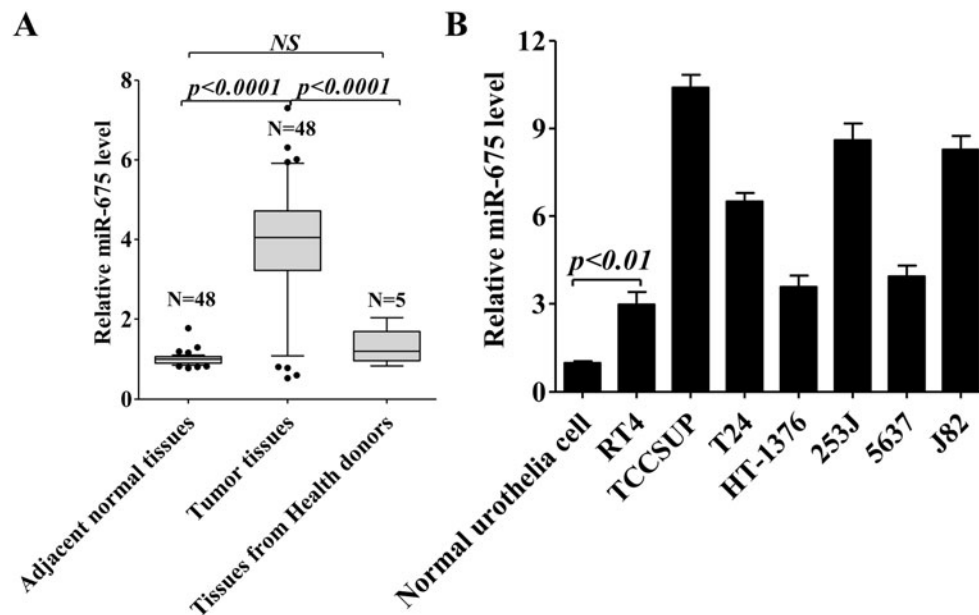 A
NS
p<0.0001
p<0.0001
8
6
4
2
0
Relative miR-675 level
N=48
N=48
N=5
Adjacent normal tissues
Tumor tissues
Tissues from Health donors
B
12
9
6
3
0
Relative miR-675 level
p<0.01
Normal urothelia cell
RT4
TCCSUP
T24
HT-1376
253J
5637
J82